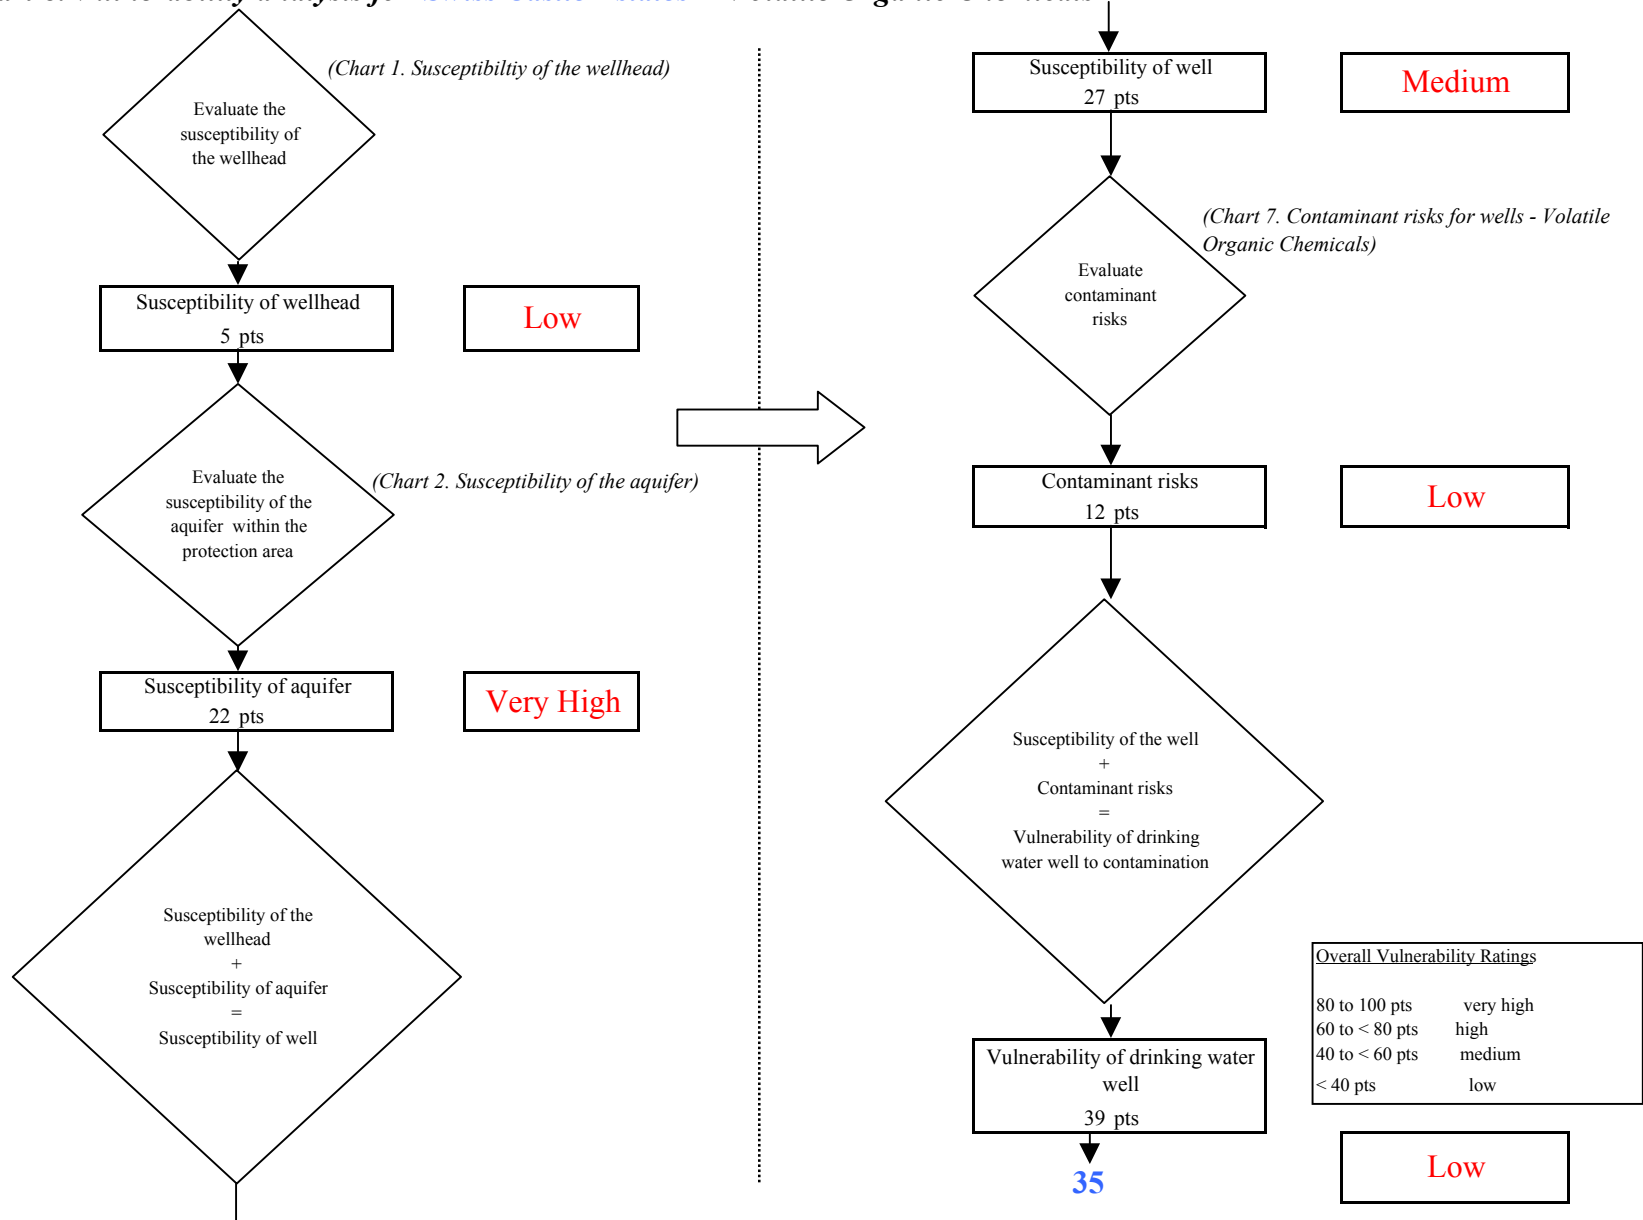 Swiss Castle Estates - Volatile Organic Chemicals
(Chart 1. Susceptibiltiy of the wellhead)
Evaluate the
susceptibility of
the wellhead
Susceptibility of wellhead
5 pts
Low
Evaluate the
susceptibility of the
aquifer within the
protection area
(Chart 2. Susceptibility of the aquifer)
Susceptibility of aquifer
22 pts
Very High
Susceptibility of the
wellhead
+
Susceptibility of aquifer
=
Susceptibility of well
Susceptibility of well
27 pts
Medium
(Chart 7. Contaminant risks for wells - Volatile
Organic Chemicals)
Evaluate
contaminant
risks
Contaminant risks
12 pts
Low
Susceptibility of the well
+
Contaminant risks
=
Vulnerability of drinking
water well to contamination
Overall Vulnerability Ratings
80 to 100 pts very high
60 to < 80 pts high
40 to < 60 pts medium
< 40 pts low
Vulnerability of drinking water
well
39 pts
35
Low